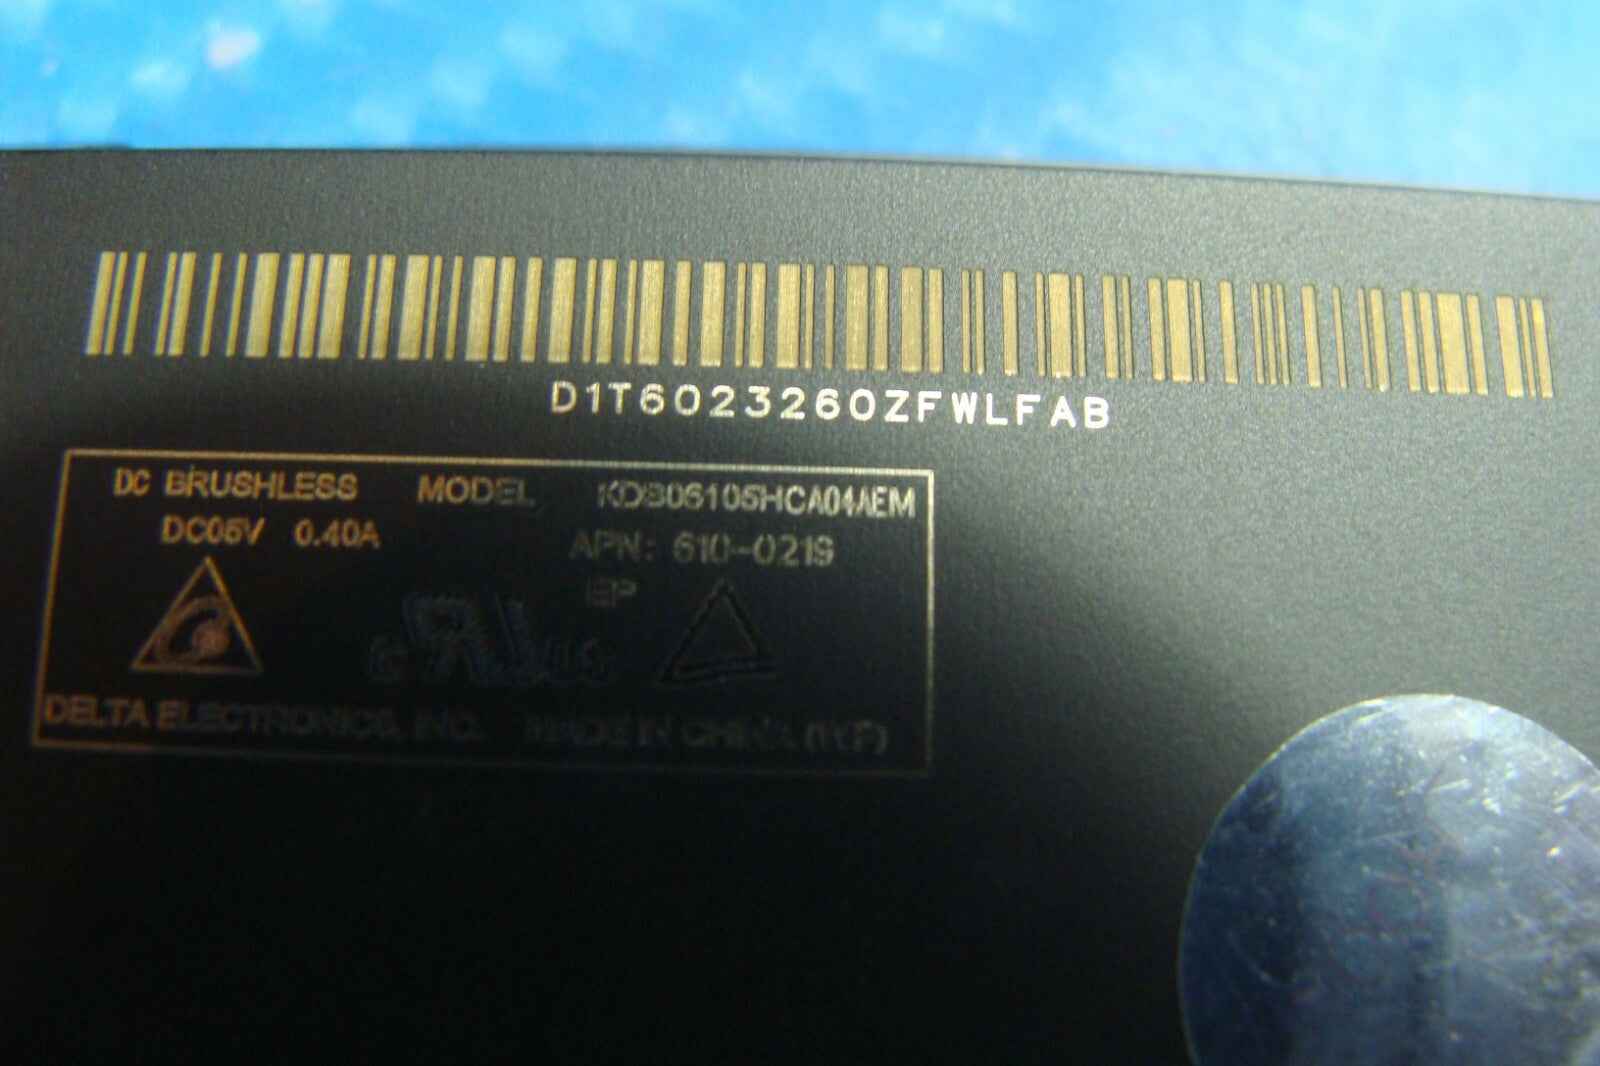 D1T6023260ZFWLFAB
DC BRUSHLESS MODEL KDB06105HCA04AEM
DC05V 0.40A APN: 610-0219
EP
DELTA ELECTRONICS, INC. MADE IN CHINA